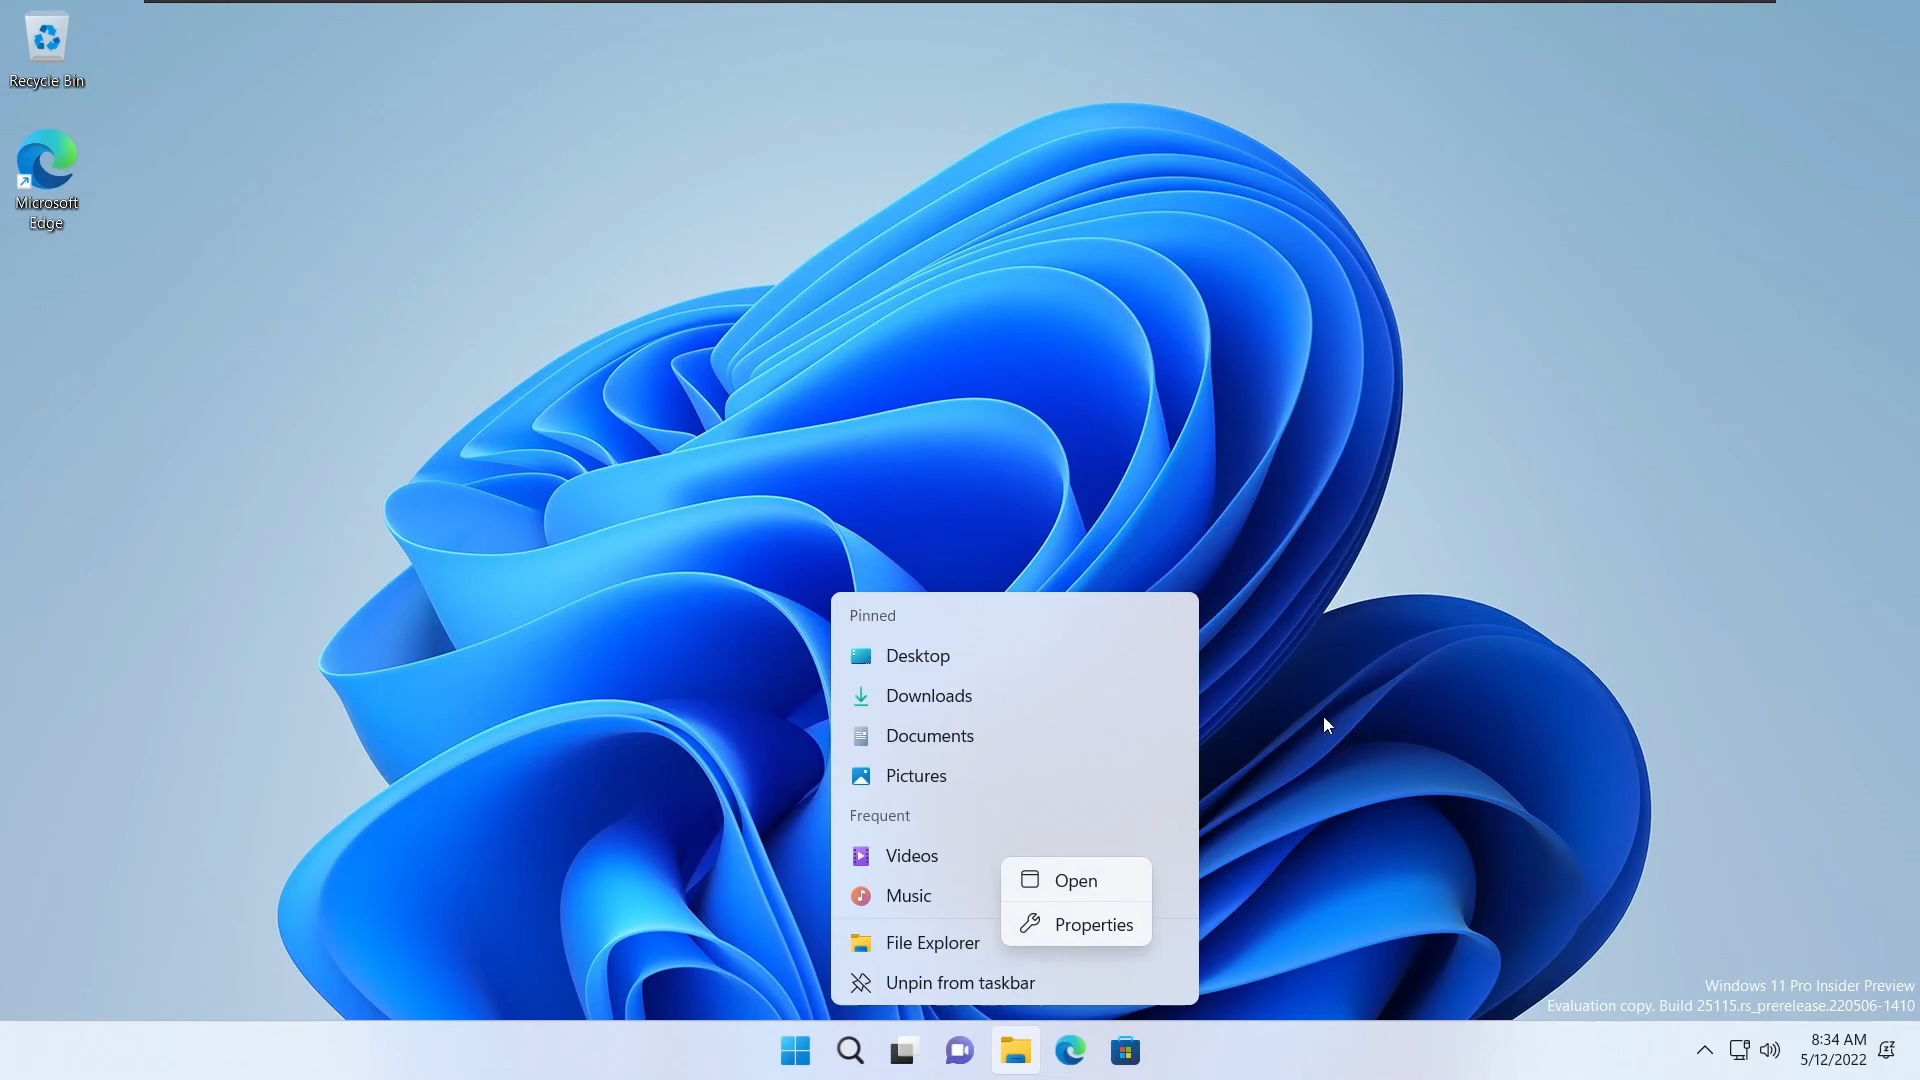 Recycle Bin
Microsoft
Edge
Pinned
Desktop
Downloads
Documents
Pictures
Frequent
Videos
Music
Open
Properties
File Explorer
Unpin from taskbar
Windows 11 Pro Insider Preview
Evaluation copy. Build 25115.rs_prerelease.220506-1410
8:34 AM
5/12/2022